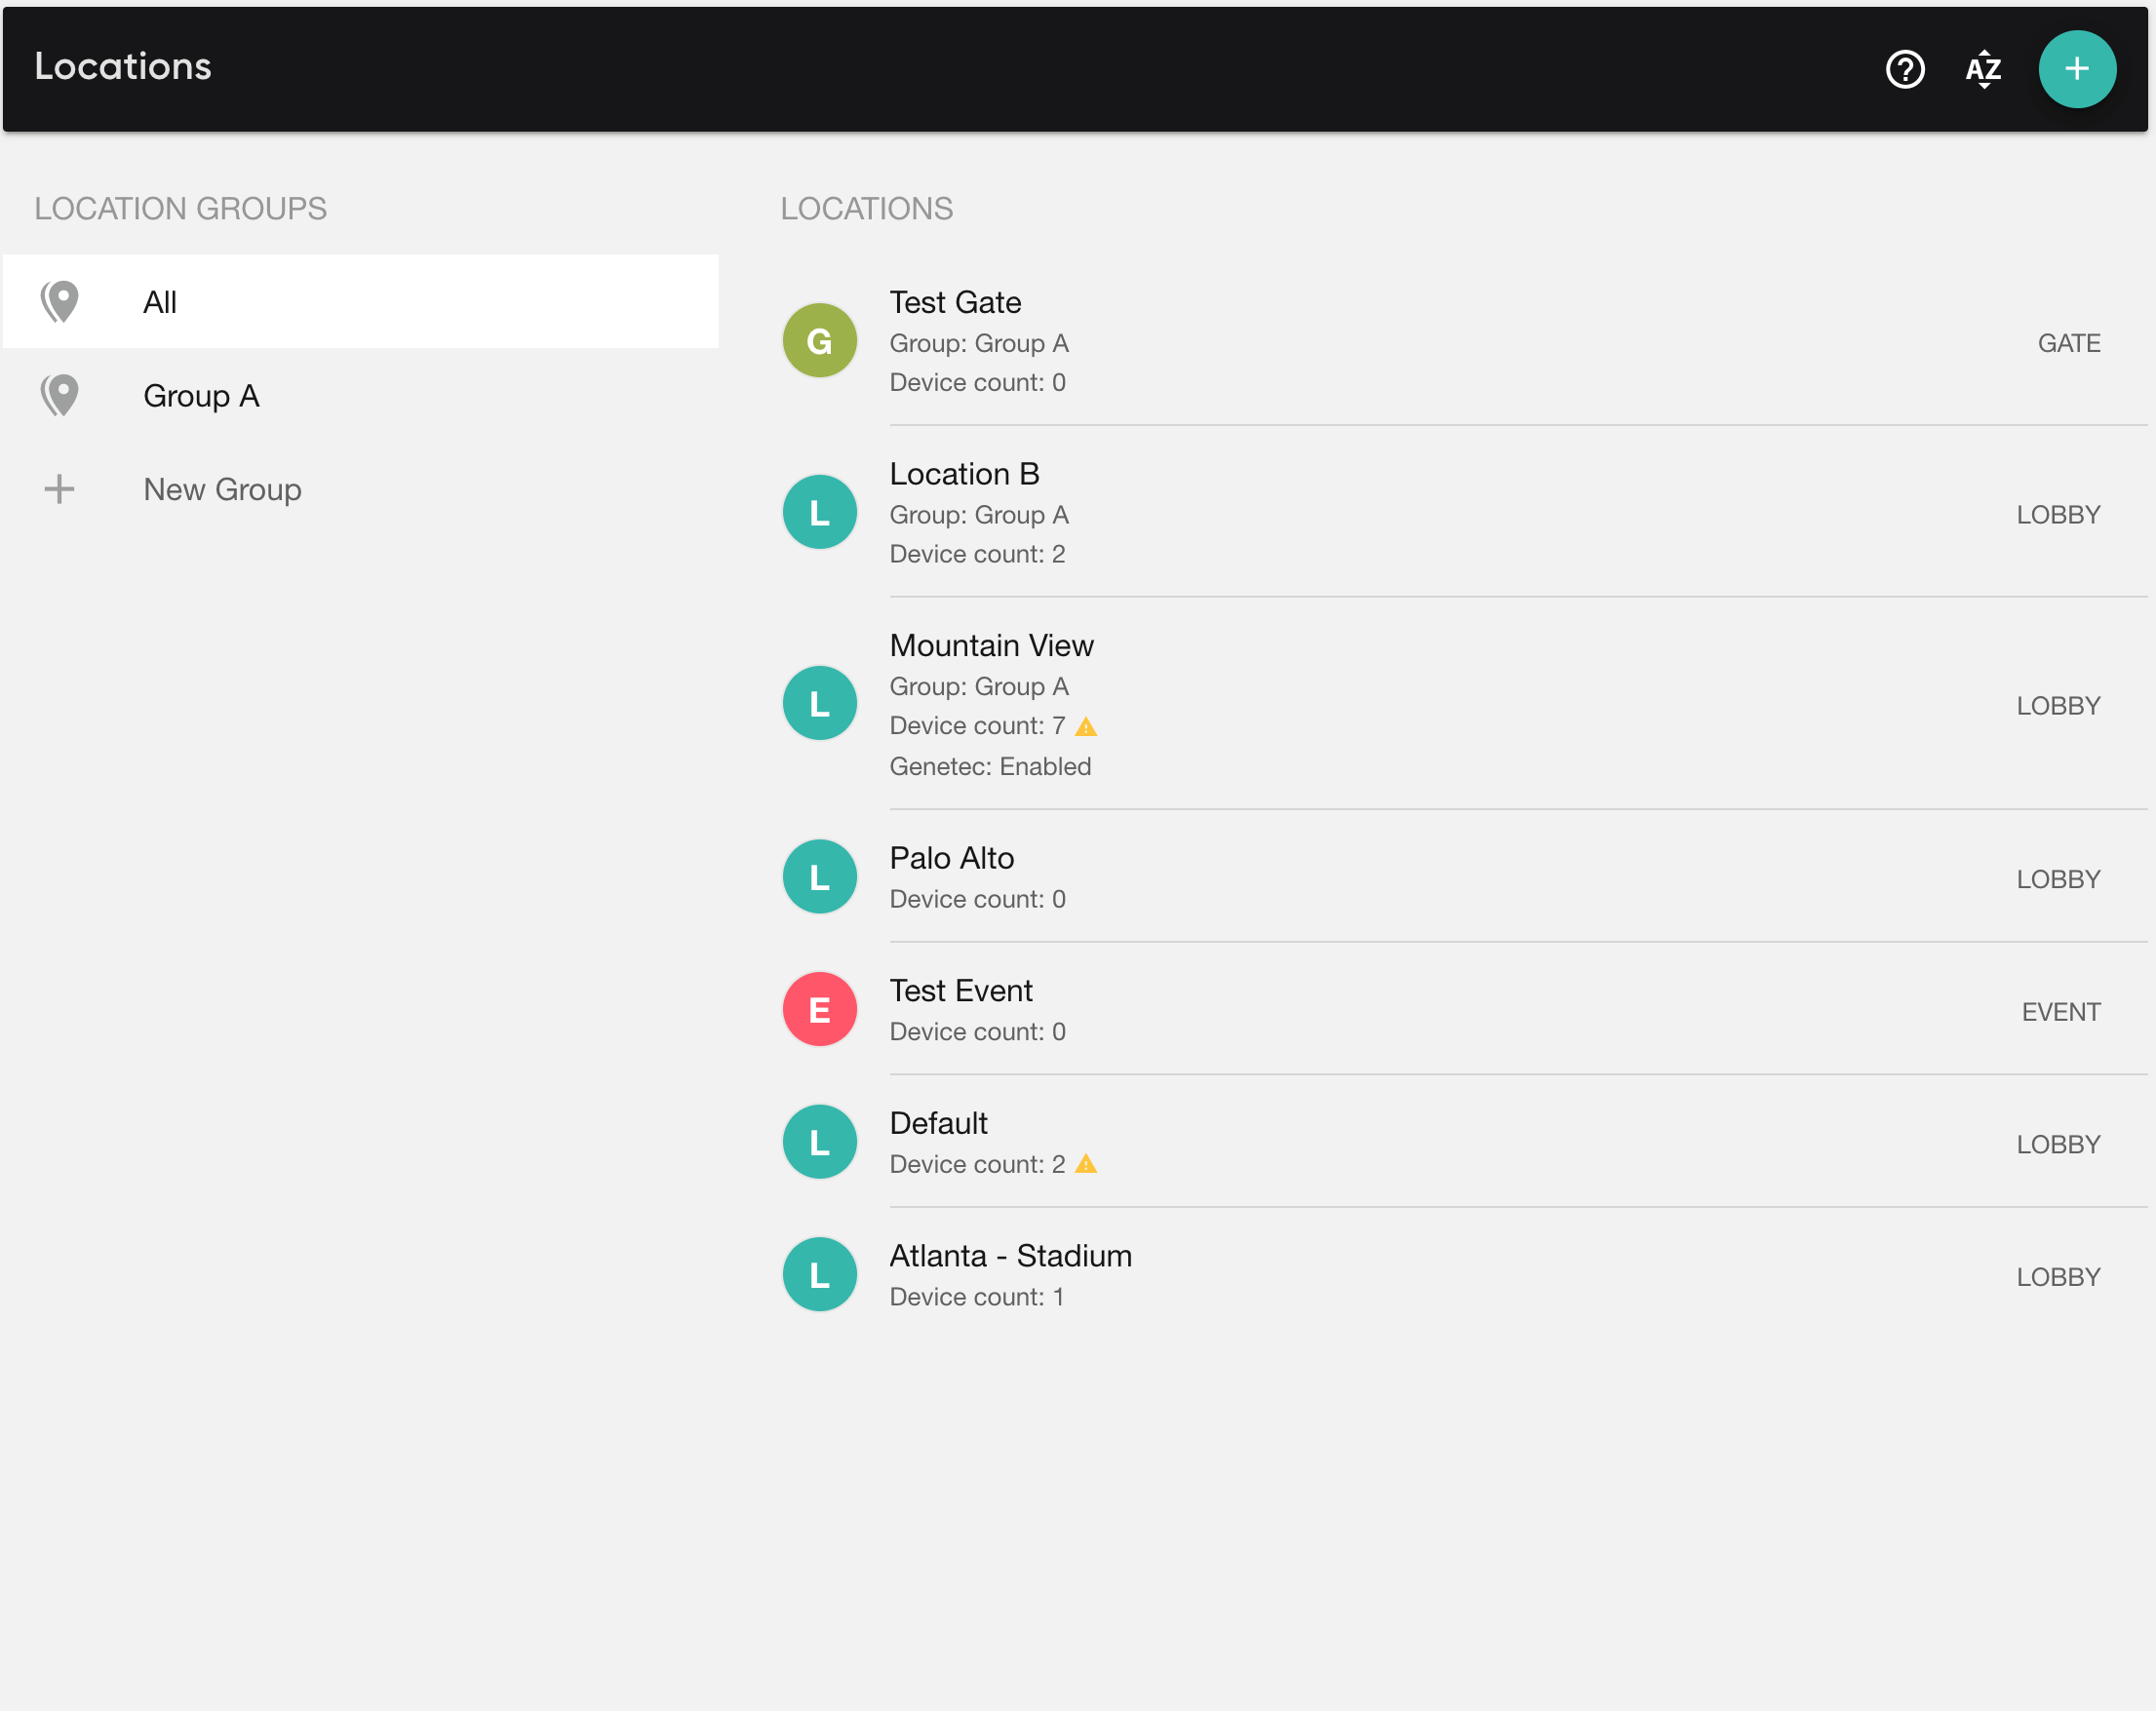 Locations
AZ
LOCATION GROUPS
All
Group A
New Group
LOCATIONS
G
Test Gate
Group: Group A
Device count: 0
GATE
L
Location B
Group: Group A
Device count: 2
LOBBY
L
Mountain View
Group: Group A
Device count: 7
Genetec: Enabled
LOBBY
L
Palo Alto
Device count: 0
LOBBY
E
Test Event
Device count: 0
EVENT
L
Default
Device count: 2
LOBBY
L
Atlanta - Stadium
Device count: 1
LOBBY